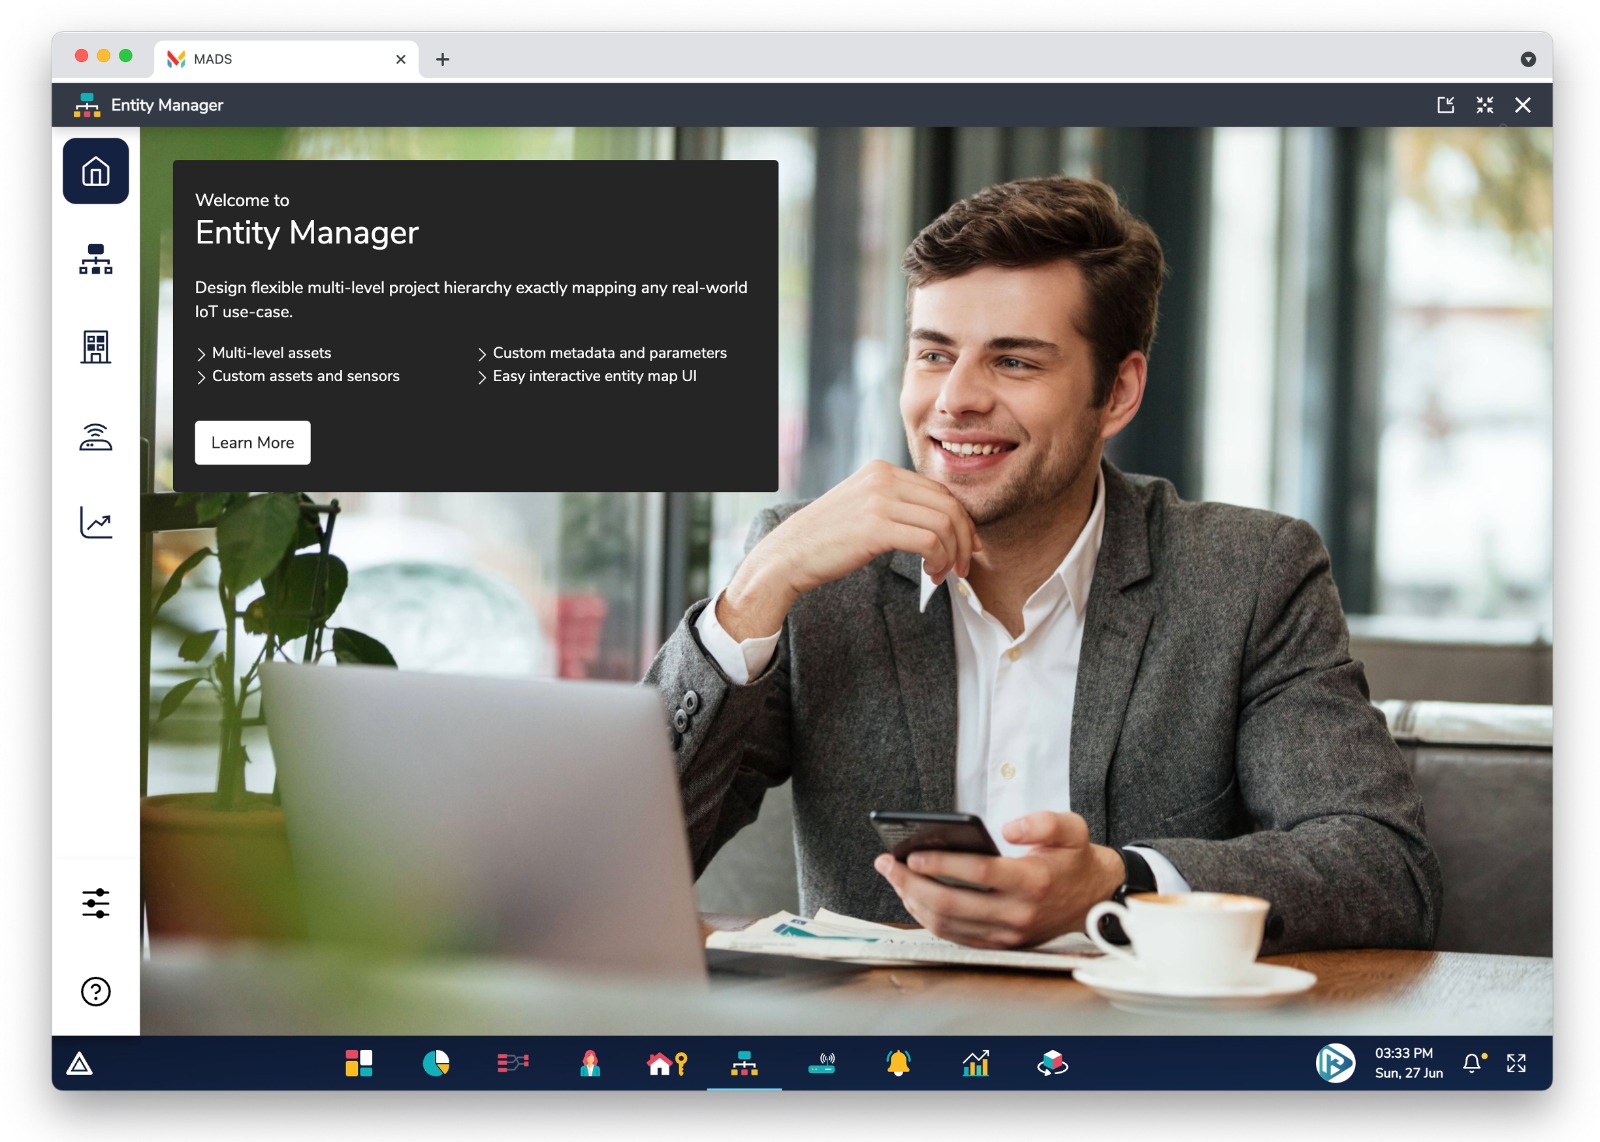 MADS
Entity Manager
Welcome to
Entity Manager
Design flexible multi-level project hierarchy exactly mapping any real-world
IoT use-case.
Multi-level assets
Custom assets and sensors
Custom metadata and parameters
Easy interactive entity map UI
Learn More
03:33 PM
Sun, 27 Jun